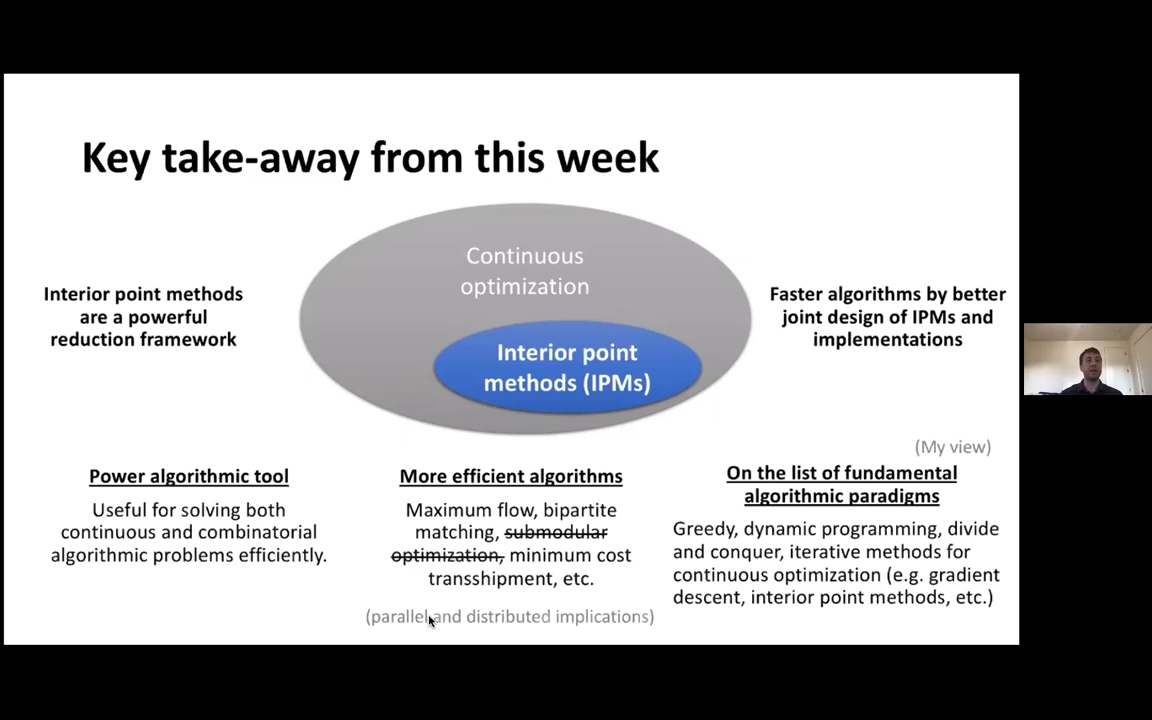 Key take-away from this week
Continuous
optimization
Interior point
methods (IPMs)
Interior point methods
are a powerful
reduction framework
Faster algorithms by better
joint design of IPMs and
implementations
Power algorithmic tool
Useful for solving both
continuous and combinatorial
algorithmic problems efficiently.
More efficient algorithms
Maximum flow, bipartite
matching, submodular
optimization, minimum cost
transshipment, etc.
(parallel and distributed implications)
(My view)
On the list of fundamental
algorithmic paradigms
Greedy, dynamic programming, divide
and conquer, iterative methods for
continuous optimization (e.g. gradient
descent, interior point methods, etc.)